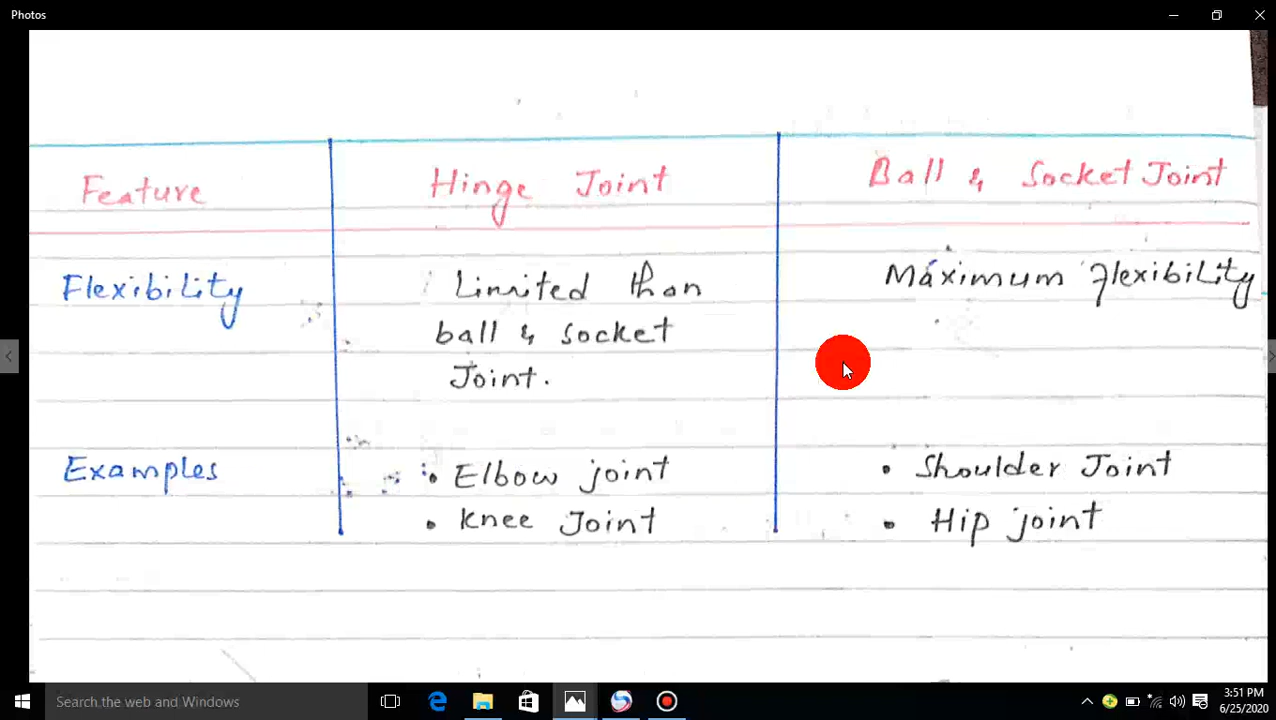 Photos
Feature Hinge Joint Ball & Socket Joint
Flexibility Limited than Maximum flexibility
ball & socket
Joint.
Examples • Elbow joint • Shoulder Joint
• Knee Joint • Hip joint
Search the web and Windows
3:51 PM
6/25/2020